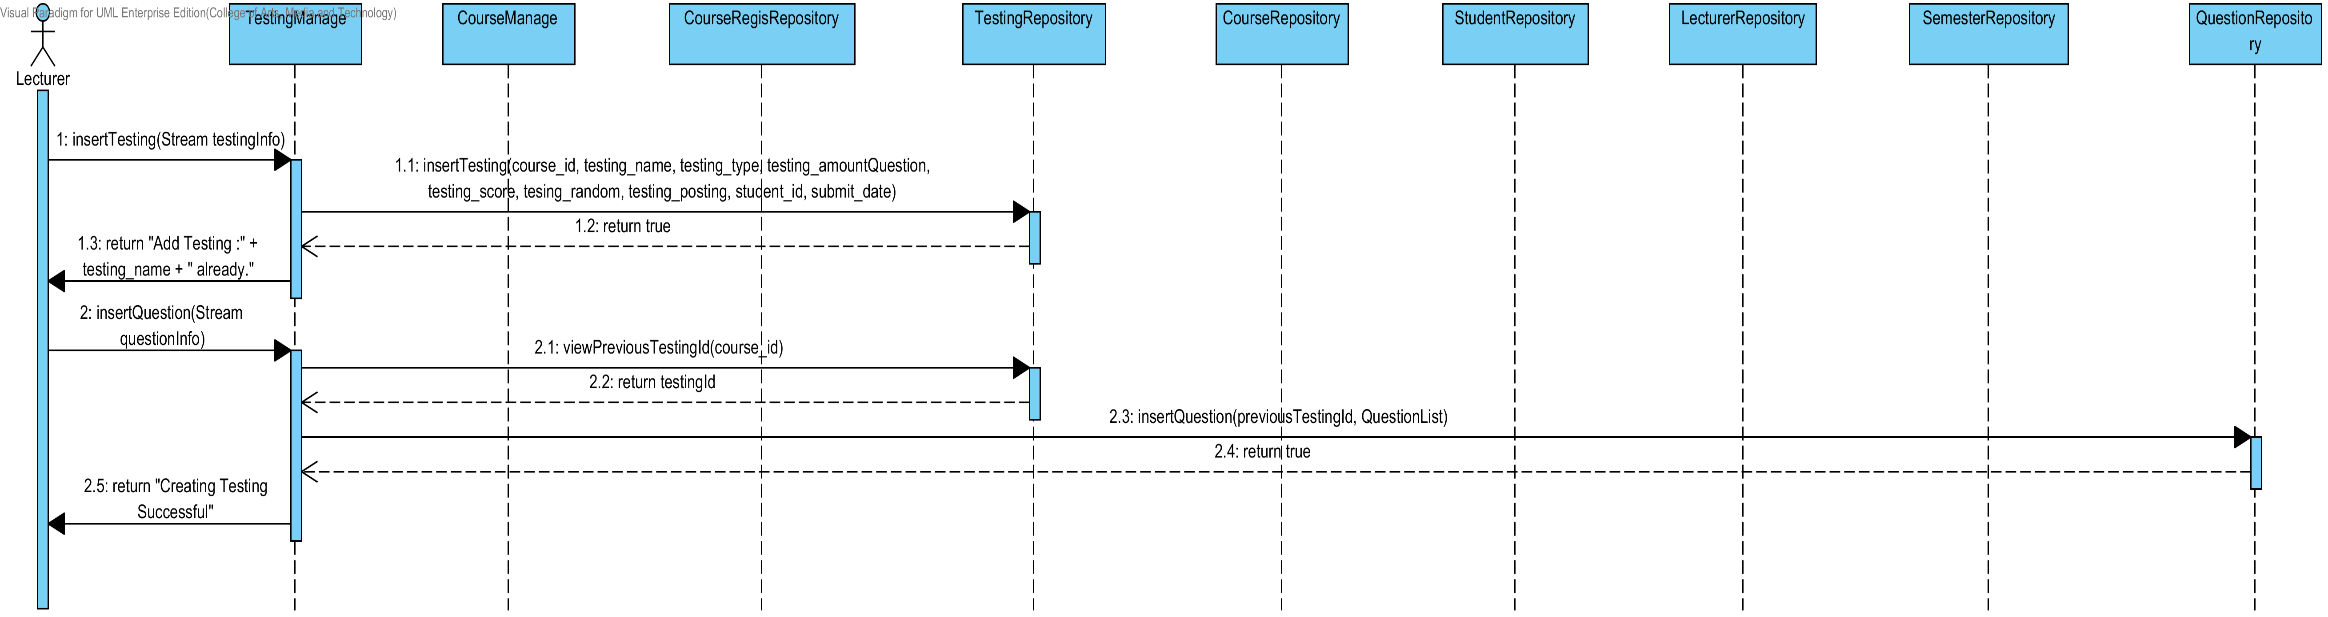 Visual Paradigm for UML Enterprise Edition(College of Arts, Media and Technology)
TestingManage
CourseManage
CourseRegisRepository
TestingRepository
CourseRepository
StudentRepository
LecturerRepository
SemesterRepository
QuestionReposito
ry
Lecturer
1: insertTesting(Stream testingInfo)
1.1: insertTesting(course_id, testing_name, testing_type, testing_amountQuestion,
testing_score, tesing_random, testing_posting, student_id, submit_date)
1.2: return true
1.3: return "Add Testing :" +
testing_name + " already."
2: insertQuestion(Stream
questionInfo)
2.1: viewPreviousTestingId(course_id)
2.2: return testingId
2.3: insertQuestion(previousTestingId, QuestionList)
2.4: return true
2.5: return "Creating Testing
Successful"